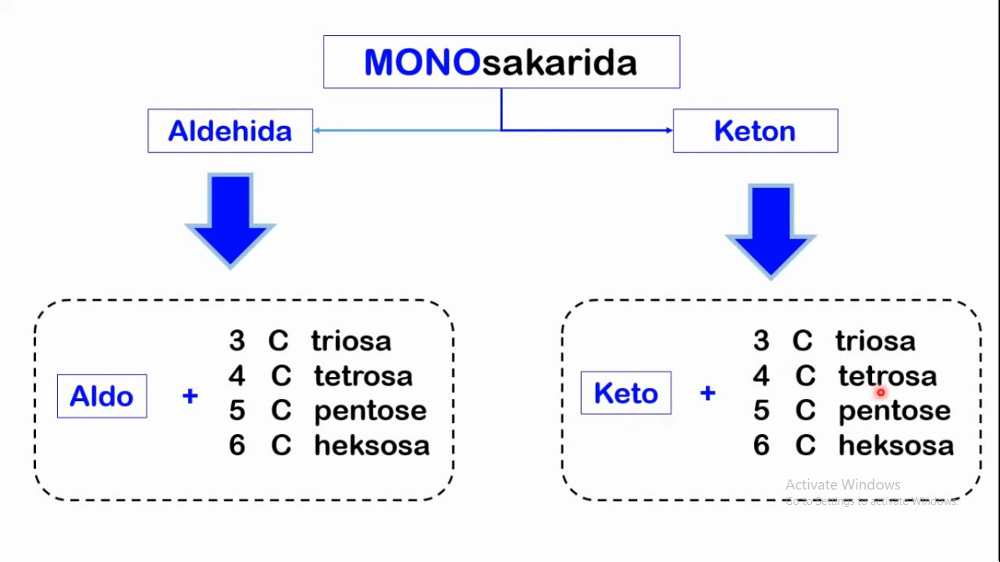 MONOsakarida
Aldehida
Keton
Aldo
+
3 C triosa
4 C tetrosa
5 C pentose
6 C heksosa
Keto
+
3 C triosa
4 C tetrosa
5 C pentose
6 C heksosa
Activate Windows
Go to Settings to activate Windows.